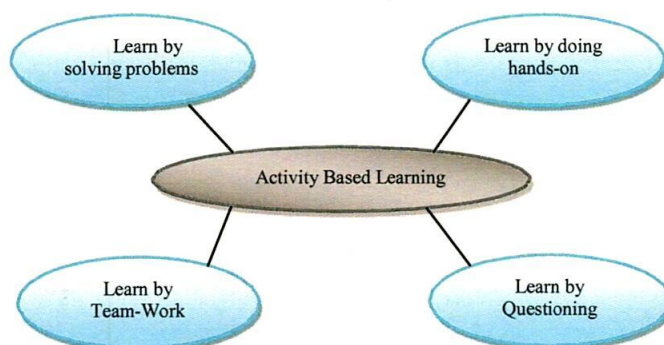 Learn by
solving problems
Learn by doing
hands-on
Activity Based Learning
Learn by
Team-Work
Learn by
Questioning